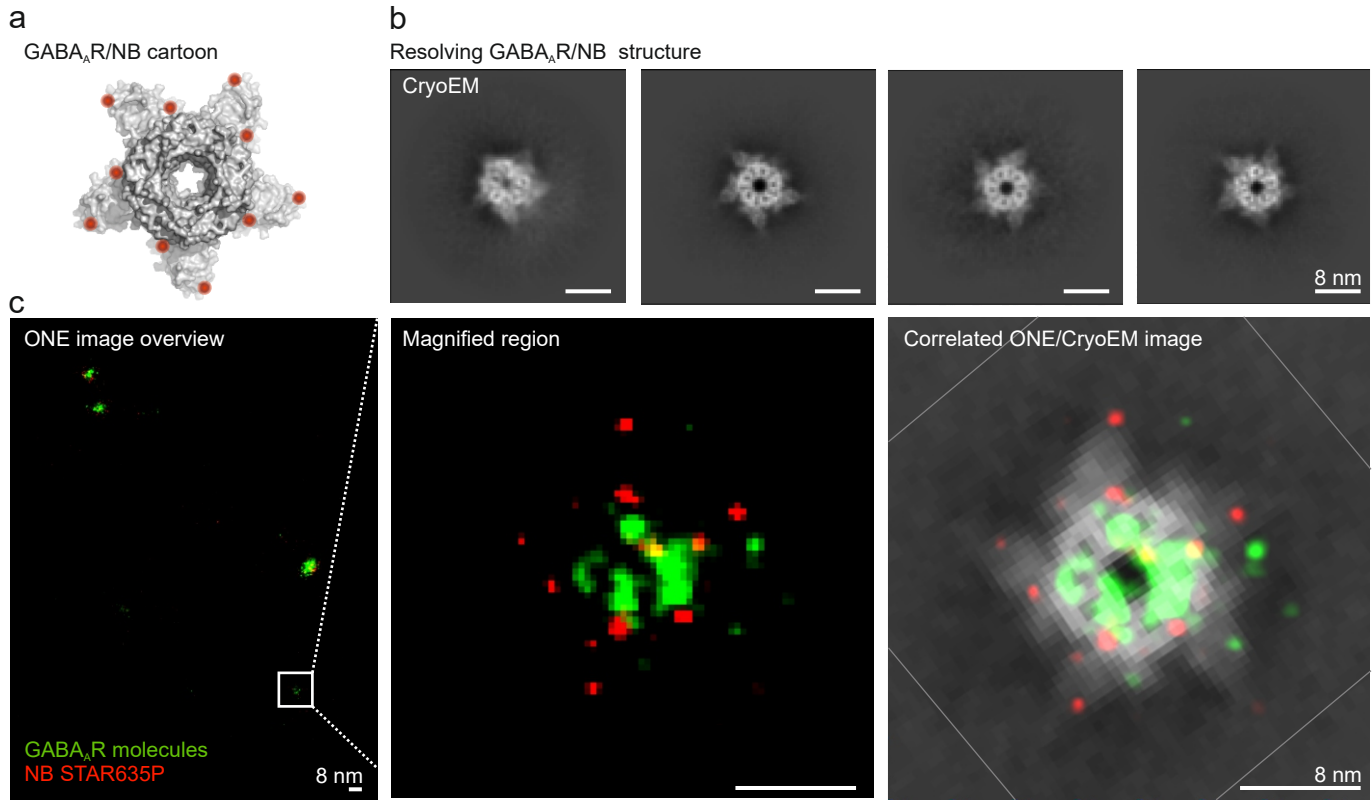 a
GABAAR/NB cartoon
b
Resolving GABAAR/NB structure
CryoEM
8 nm
c
ONE image overview
GABAAR molecules
NB STAR635P
8 nm
Magnified region
Correlated ONE/CryoEM image
8 nm